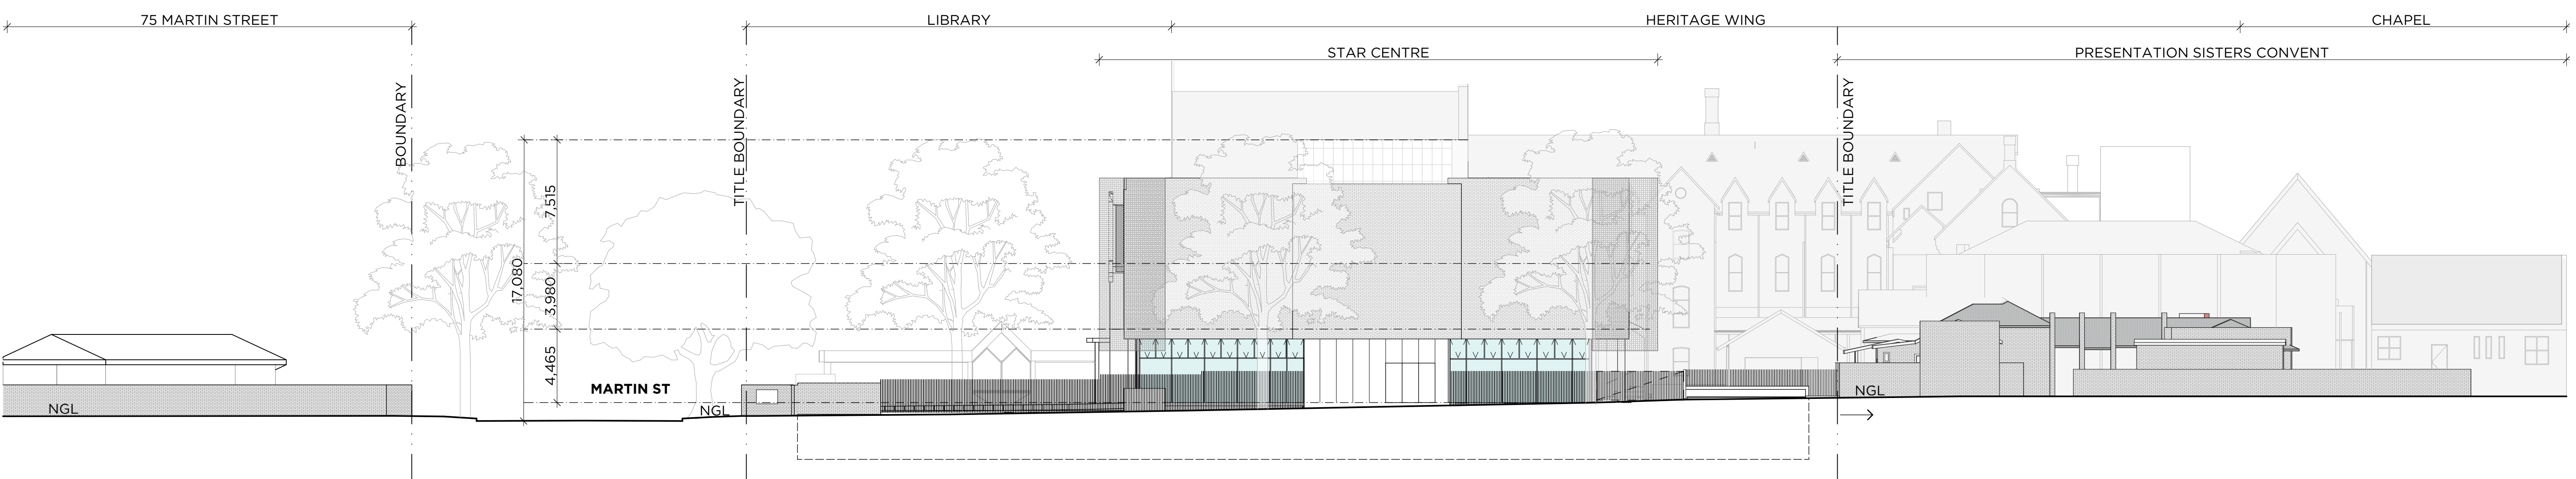 75 MARTIN STREET
LIBRARY
HERITAGE WING
CHAPEL
STAR CENTRE
PRESENTATION SISTERS CONVENT
BOUNDARY
TITLE BOUNDARY
TITLE BOUNDARY
7,515
17,080
3,980
4,465
MARTIN ST
NGL
NGL
NGL